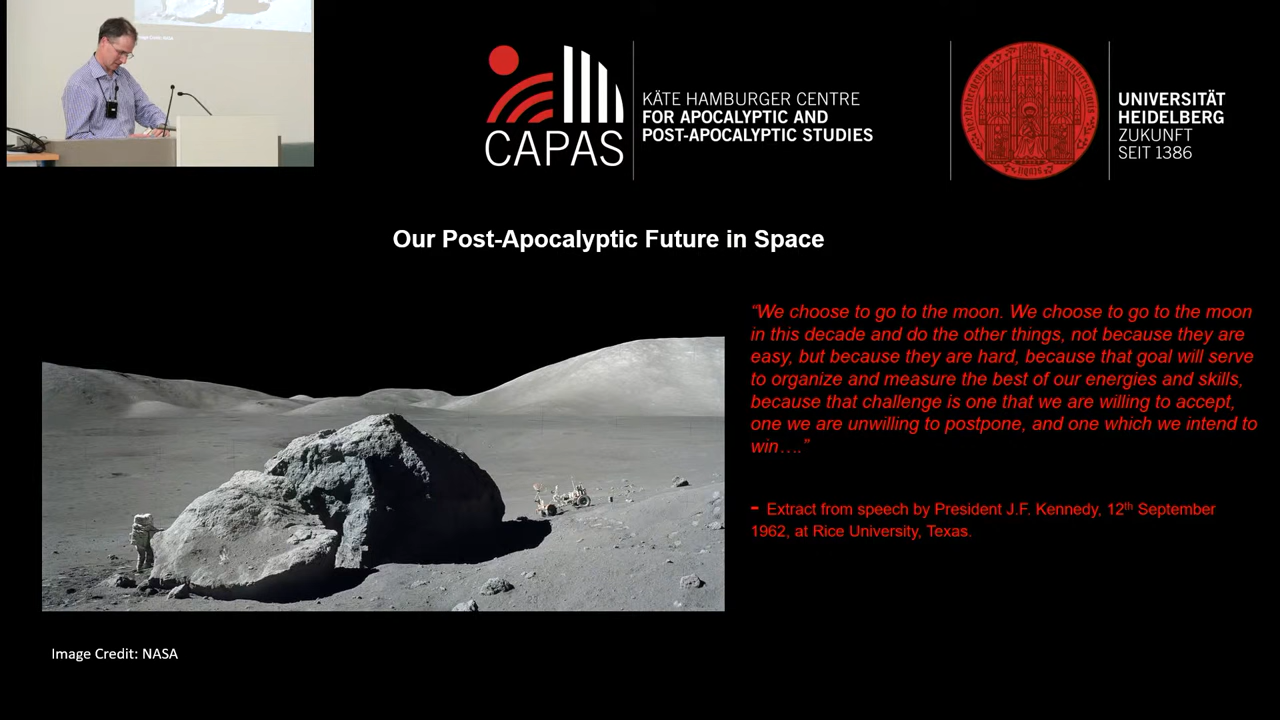 CAPAS
KÄTE HAMBURGER CENTRE
FOR APOCALYPTIC AND
POST-APOCALYPTIC STUDIES
UNIVERSITÄT
HEIDELBERG
ZUKUNFT
SEIT 1386
Our Post-Apocalyptic Future in Space
“We choose to go to the moon. We choose to go to the moon
in this decade and do the other things, not because they are
easy, but because they are hard, because that goal will serve
to organize and measure the best of our energies and skills,
because that challenge is one that we are willing to accept,
one we are unwilling to postpone, and one which we intend to
win….”
- Extract from speech by President J.F. Kennedy, 12th September
1962, at Rice University, Texas.
Image Credit: NASA